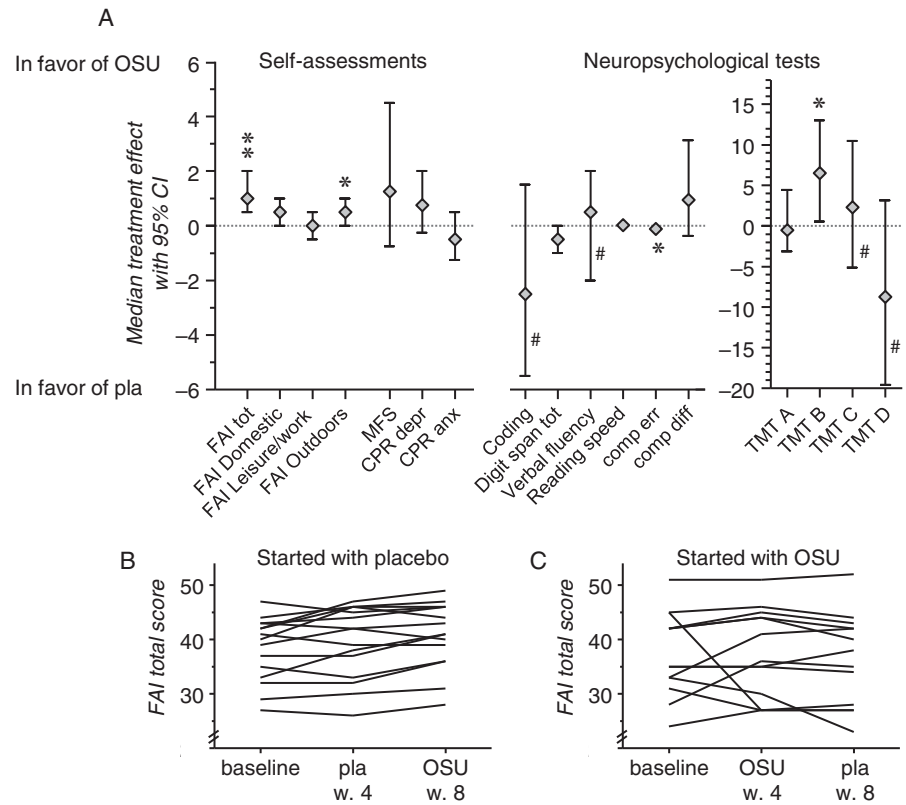 A
In favor of OSU
Self-assessments
Neuropsychological tests
Median treatment effect
with 95% CI
6
4
2
0
−2
−4
−6
15
10
5
0
−5
−10
−15
−20
*
*
*
#
#
*
*
#
#
In favor of pla
FAI tot
FAI Domestic
FAI Leisure/work
FAI Outdoors
MFS
CPR depr
CPR anx
Coding
Digit span tot
Verbal fluency
Reading speed
comp err
comp diff
TMT A
TMT B
TMT C
TMT D
B
Started with placebo
FAI total score
50
40
30
baseline
pla
w. 4
OSU
w. 8
C
Started with OSU
FAI total score
50
40
30
baseline
OSU
w. 4
pla
w. 8